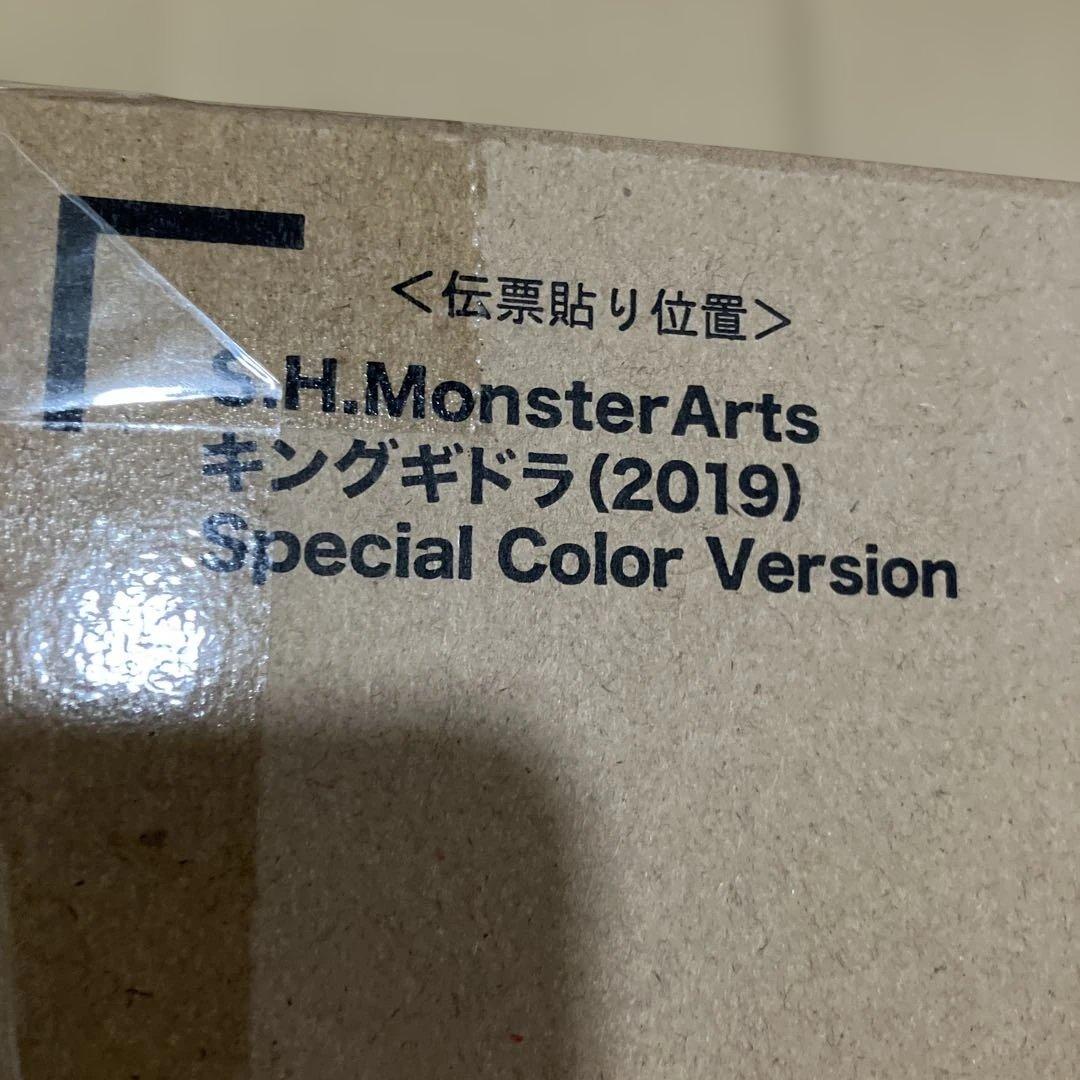 ＜伝票貼り位置＞
S.H.MonsterArts
キングギドラ(2019)
Special Color Version